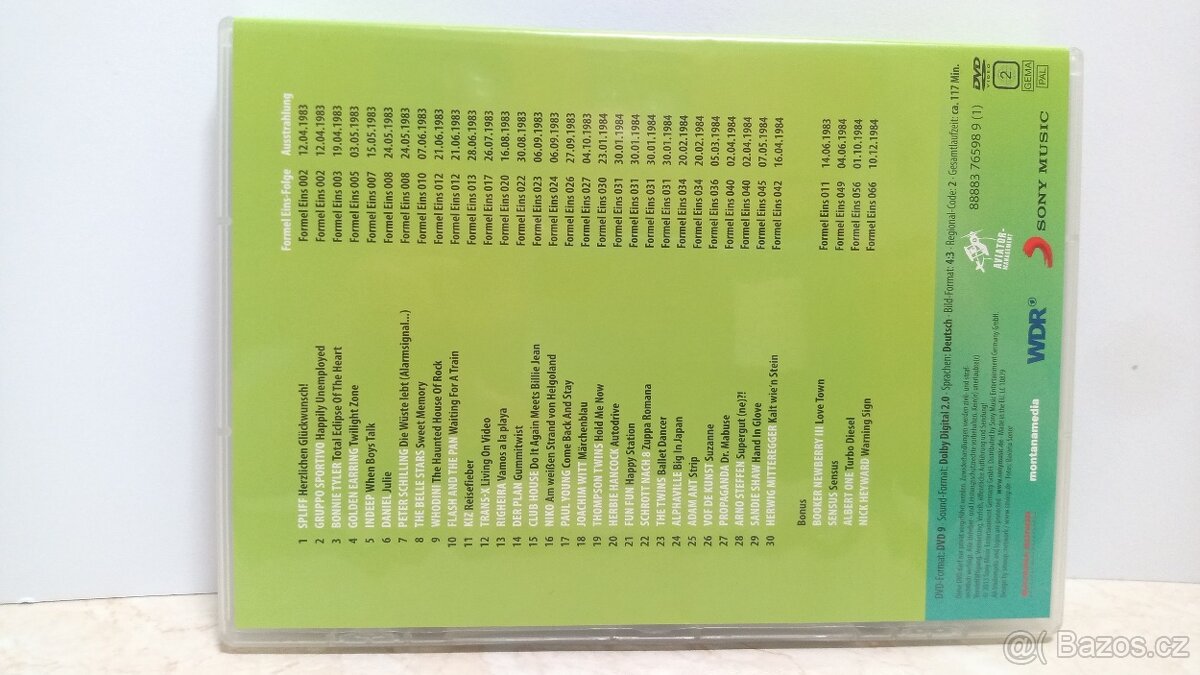 Formel Eins-Folge Ausstrahlung
1 SPLIFF Herzlichen Glückwunsch! Formel Eins 002 12.04.1983
2 GRUPPO SPORTIVO Happily Unemployed Formel Eins 002 12.04.1983
3 BONNIE TYLER Total Eclipse Of The Heart Formel Eins 003 19.04.1983
4 GOLDEN EARRING Twilight Zone Formel Eins 005 03.05.1983
5 INDEEP When Boys Talk Formel Eins 007 15.05.1983
6 DANIEL Julie Formel Eins 008 24.05.1983
7 PETER SCHILLING Die Wüste lebt (Alarmsignal...) Formel Eins 008 24.05.1983
8 THE BELLE STARS Sweet Memory Formel Eins 010 07.06.1983
9 WHODINI The Haunted House Of Rock Formel Eins 012 21.06.1983
10 FLASH AND THE PAN Waiting For A Train Formel Eins 012 21.06.1983
11 KIZ Reisefieber Formel Eins 013 28.06.1983
12 TRANS-X Living On Video Formel Eins 017 26.07.1983
13 RIGHEIRA Vamos a la playa Formel Eins 020 16.08.1983
14 DER PLAN Gummitwist Formel Eins 022 30.08.1983
15 CLUB HOUSE Do It Again Meets Billie Jean Formel Eins 023 06.09.1983
16 NIKO Am weißen Strand von Helgoland Formel Eins 024 06.09.1983
17 PAUL YOUNG Come Back And Stay Formel Eins 026 27.09.1983
18 JOACHIM WITT Märchenblau Formel Eins 027 04.10.1983
19 THOMPSON TWINS Hold Me Now Formel Eins 030 23.01.1984
20 HERBIE HANCOCK Autodrive Formel Eins 031 30.01.1984
21 FUN FUN Happy Station Formel Eins 031 30.01.1984
22 SCHROTT NACH 8 Zuppa Romana Formel Eins 031 30.01.1984
23 THE TWINS Ballet Dancer Formel Eins 031 30.01.1984
24 ALPHAVILLE Big In Japan Formel Eins 034 20.02.1984
25 ADAM ANT Strip Formel Eins 034 20.02.1984
26 VOF DE KUNST Suzanne Formel Eins 036 05.03.1984
27 PROPAGANDA Dr. Mabuse Formel Eins 040 02.04.1984
28 ARNO STEFFEN Supergut (ne)?! Formel Eins 040 02.04.1984
29 SANDIE SHAW Hand In Glove Formel Eins 045 07.05.1984
30 HERWIG MITTEREGGER Kalt wie'n Stein Formel Eins 042 16.04.1984
Bonus
BOOKER NEWBERRY III Love Town Formel Eins 011 14.06.1983
SENSUS Sensus Formel Eins 049 04.06.1984
ALBERT ONE Turbo Diesel Formel Eins 056 01.10.1984
NICK HEYWARD Warning Sign Formel Eins 066 10.12.1984
DVD-Format: DVD 9 · Sound-Format: Dolby Digital 2.0 · Sprachen: Deutsch · Bild-Format: 4:3 · Regional-Code: 2 · Gesamtlaufzeit: ca. 117 Min.
88883 76598 9 (1)
DVD
VIDEO
2
GEMA
PAL
AVIATOR-
MANAGEMENT
montanamedia
WDR
SONY MUSIC
@ Bazoš.cz